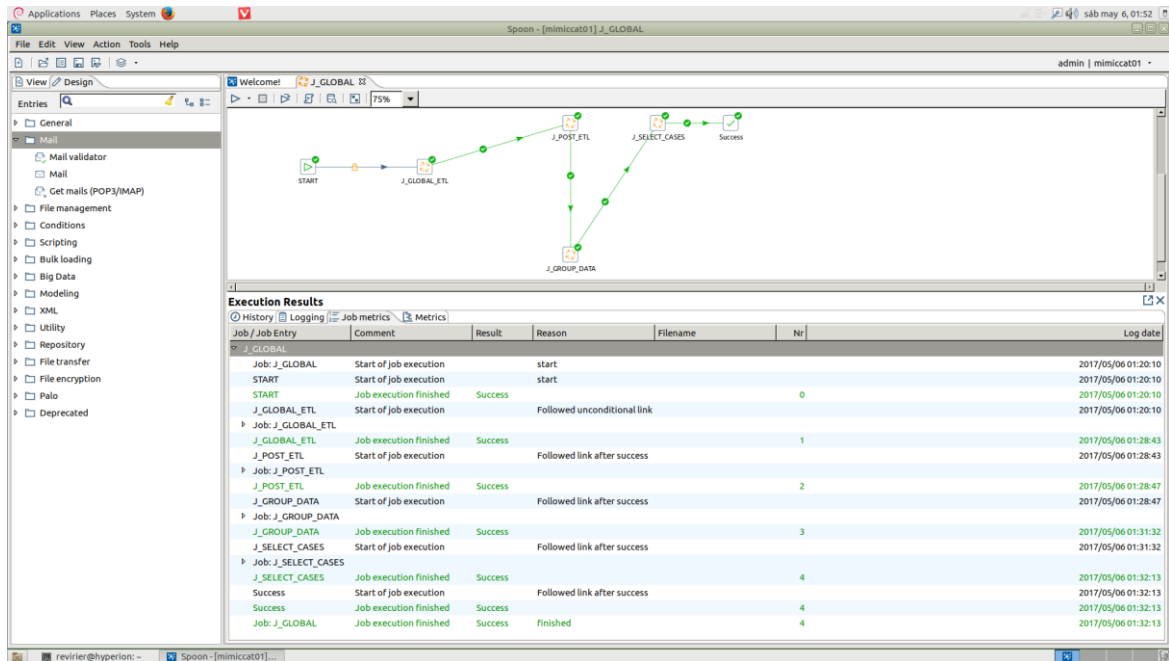 Applications Places System sáb may 6, 01:52
Spoon - [mimiccat01] J_GLOBAL
File Edit View Action Tools Help
admin | mimiccat01
View Design Welcome! J_GLOBAL
Entries 75%
General
Mail
Mail validator
Mail
Get mails (POP3/IMAP)
File management
Conditions
Scripting
Bulk loading
Big Data
Modeling
XML
Utility
Repository
File transfer
File encryption
Palo
Deprecated
J_POST_ETL J_SELECT_CASES Success
START J_GLOBAL_ETL
J_GROUP_DATA
Execution Results
History Logging Job metrics Metrics
Job / Job Entry Comment Result Reason Filename Nr Log date
J_GLOBAL
Job: J_GLOBAL Start of job execution start 2017/05/06 01:20:10
START Start of job execution start 2017/05/06 01:20:10
START Job execution finished Success 0 2017/05/06 01:20:10
J_GLOBAL_ETL Start of job execution Followed unconditional link 2017/05/06 01:20:10
Job: J_GLOBAL_ETL
J_GLOBAL_ETL Job execution finished Success 1 2017/05/06 01:28:43
J_POST_ETL Start of job execution Followed link after success 2017/05/06 01:28:43
Job: J_POST_ETL
J_POST_ETL Job execution finished Success 2 2017/05/06 01:28:47
J_GROUP_DATA Start of job execution Followed link after success 2017/05/06 01:28:47
Job: J_GROUP_DATA
J_GROUP_DATA Job execution finished Success 3 2017/05/06 01:31:32
J_SELECT_CASES Start of job execution Followed link after success 2017/05/06 01:31:32
Job: J_SELECT_CASES
J_SELECT_CASES Job execution finished Success 4 2017/05/06 01:32:13
Success Start of job execution Followed link after success 2017/05/06 01:32:13
Success Job execution finished Success 4 2017/05/06 01:32:13
Job: J_GLOBAL Job execution finished Success finished 4 2017/05/06 01:32:13
revirier@hyperion: ~ Spoon - [mimiccat01]...